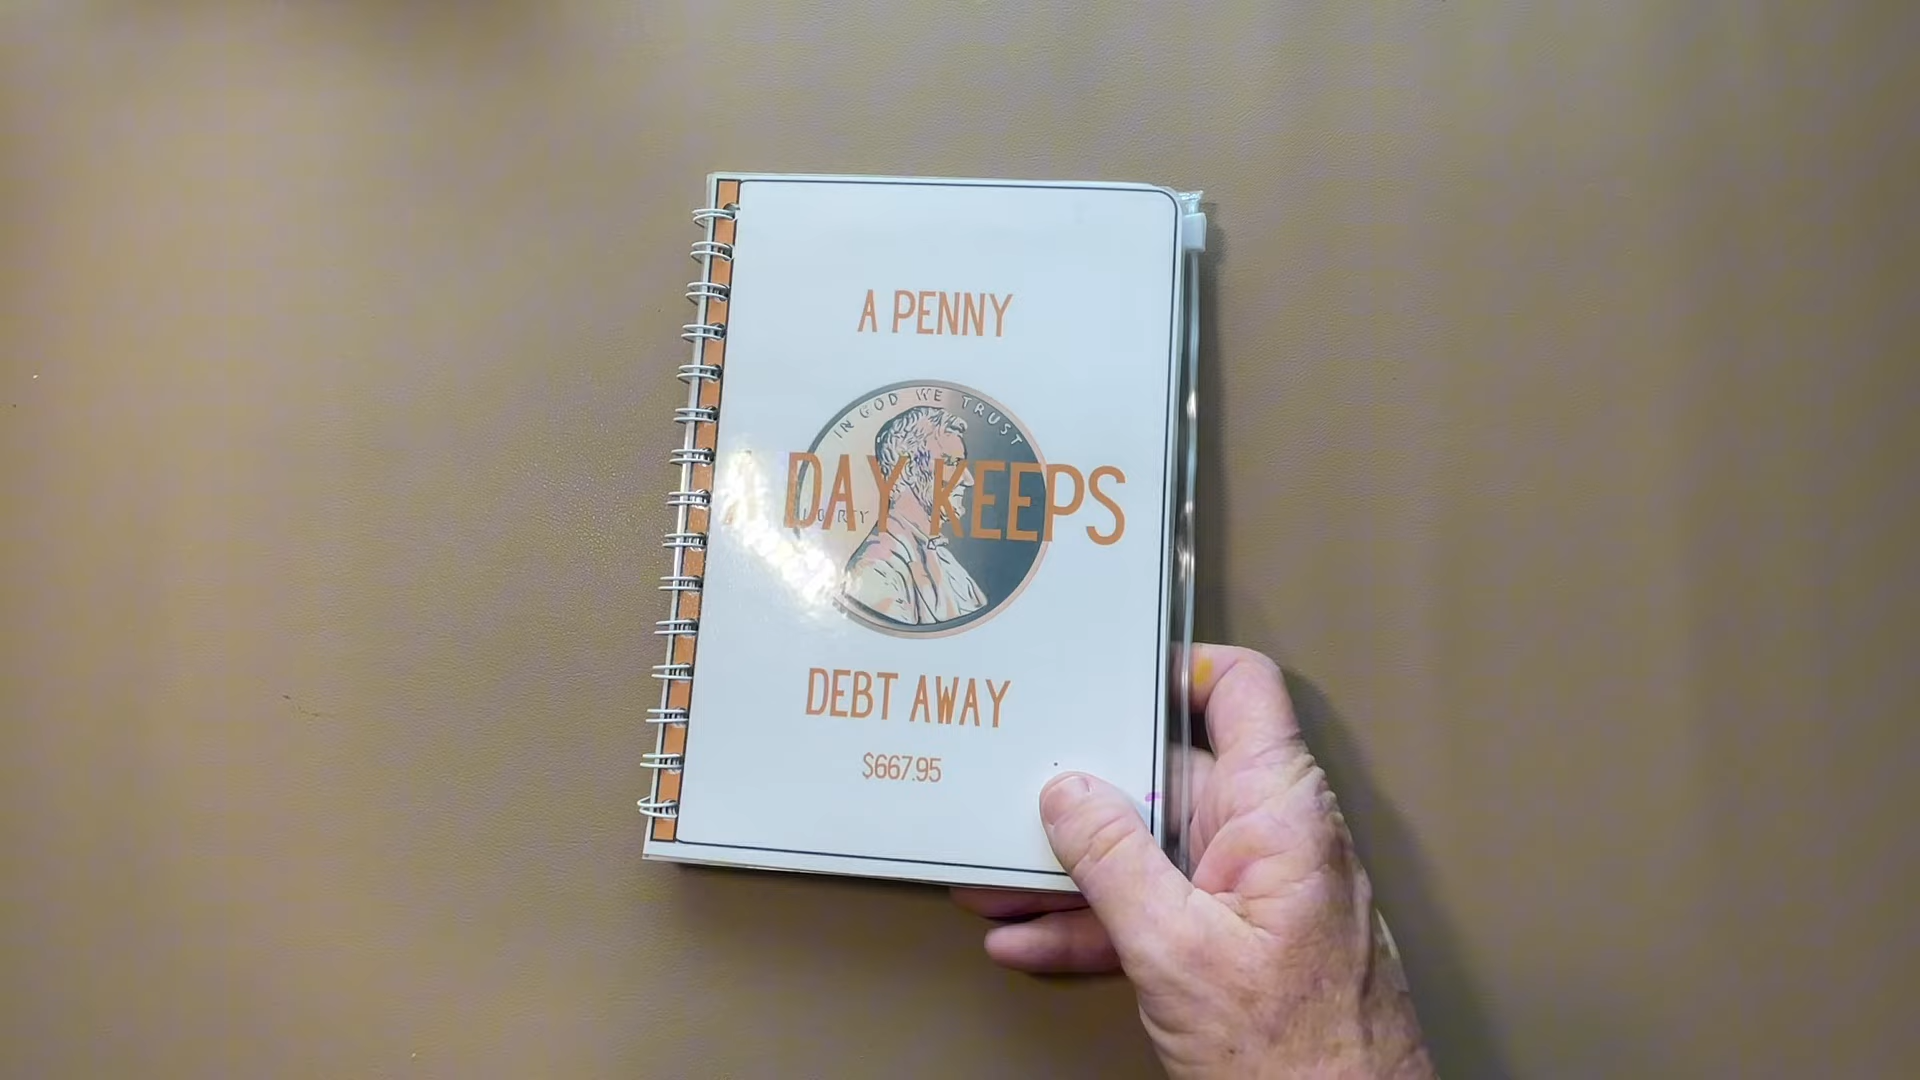 A PENNY
IN GOD WE TRUST
DAY KEEPS
DEBT AWAY
$667.95